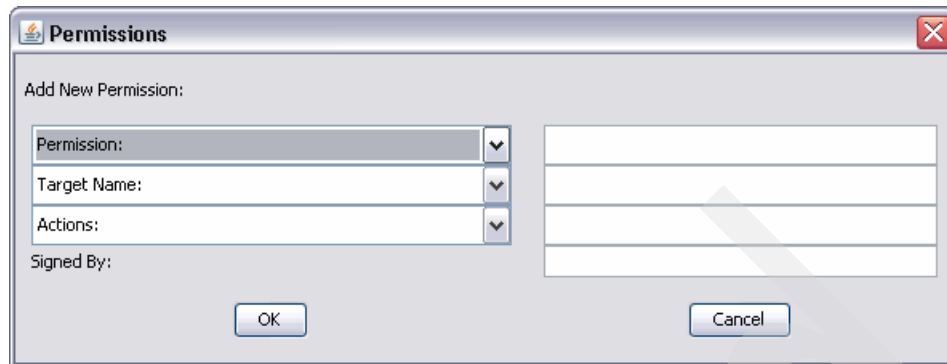 Permissions
Add New Permission:
Permission:
Target Name:
Actions:
Signed By:
OK Cancel